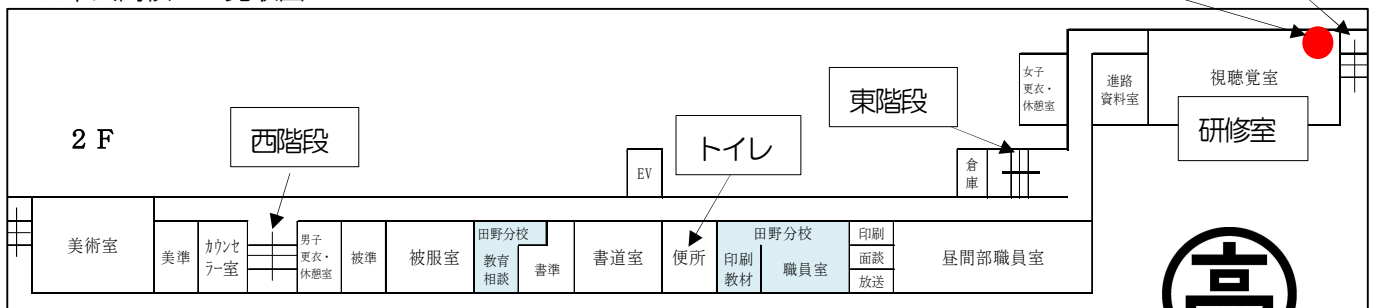 2 F
西階段
トイレ
東階段
研修室
EV
倉庫
女子
更衣・
休憩室
進路
資料室
視聴覚室
美術室
美準
カウンセ
ラー室
男子
更衣・
休憩室
被準
被服室
田野分校
教育
相談
書準
書道室
便所
田野分校
印刷
教材
職員室
印刷
面談
放送
昼間部職員室
高